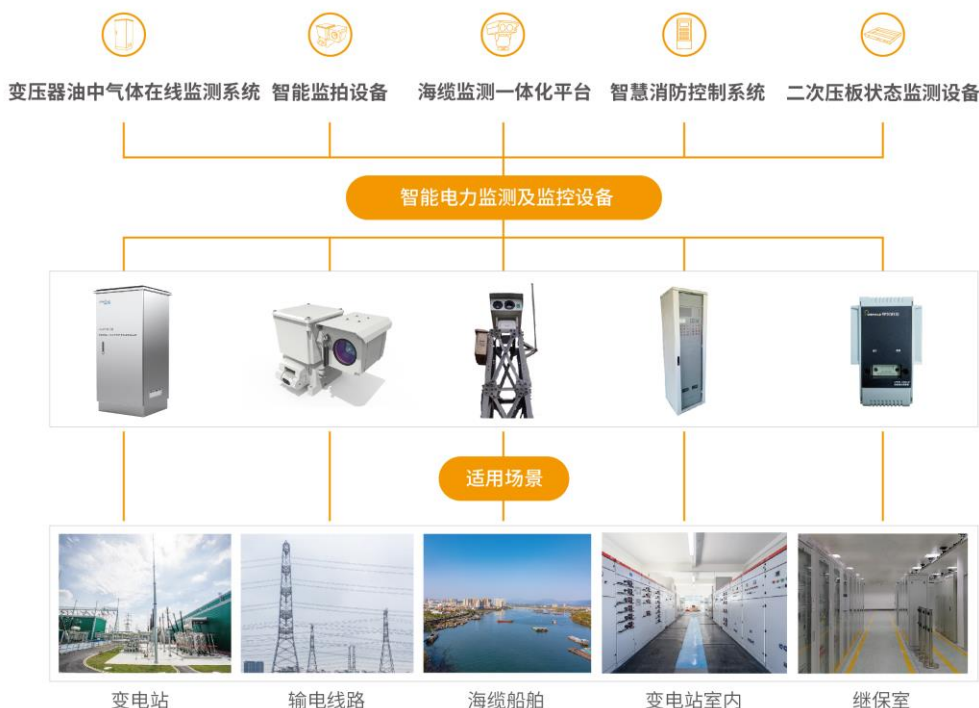 变压器油中气体在线监测系统
智能监拍设备
海缆监测一体化平台
智慧消防控制系统
二次压板状态监测设备
智能电力监测及监控设备
适用场景
变电站
输电线路
海缆船舶
变电站室内
继保室